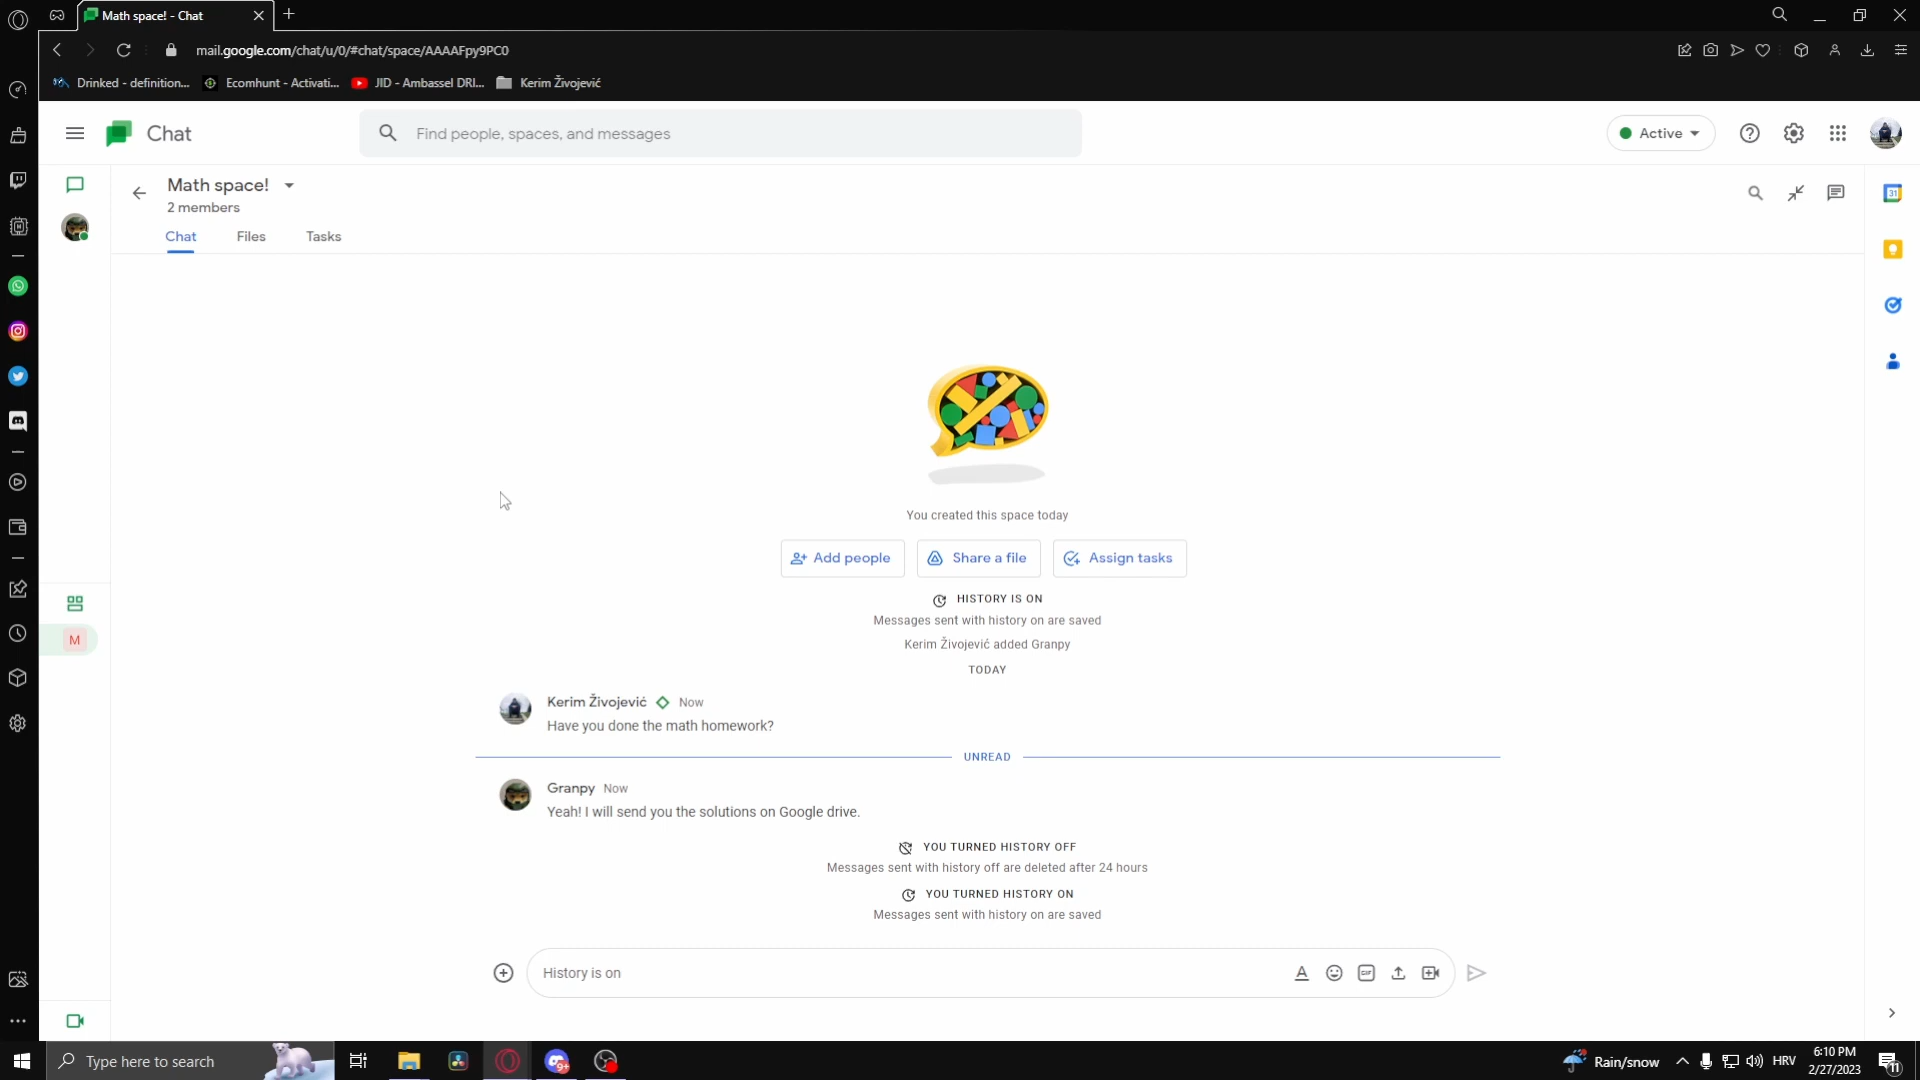 Math space! - Chat
mail.google.com/chat/u/0/#chat/space/AAAAFpy9PC0
Drinked - definition...
Ecomhunt - Activati...
JID - Ambassel DRI...
Kerim Živojević
Chat
Find people, spaces, and messages
Active
31
Math space!
2 members
Chat
Files
Tasks
You created this space today
Add people
Share a file
Assign tasks
HISTORY IS ON
Messages sent with history on are saved
Kerim Živojević added Granpy
TODAY
M
Kerim Živojević
Now
Have you done the math homework?
UNREAD
Granpy
Now
Yeah! I will send you the solutions on Google drive.
YOU TURNED HISTORY OFF
Messages sent with history off are deleted after 24 hours
YOU TURNED HISTORY ON
Messages sent with history on are saved
History is on
GIF
Type here to search
9+
Rain/snow
HRV
6:10 PM
2/27/2023
11